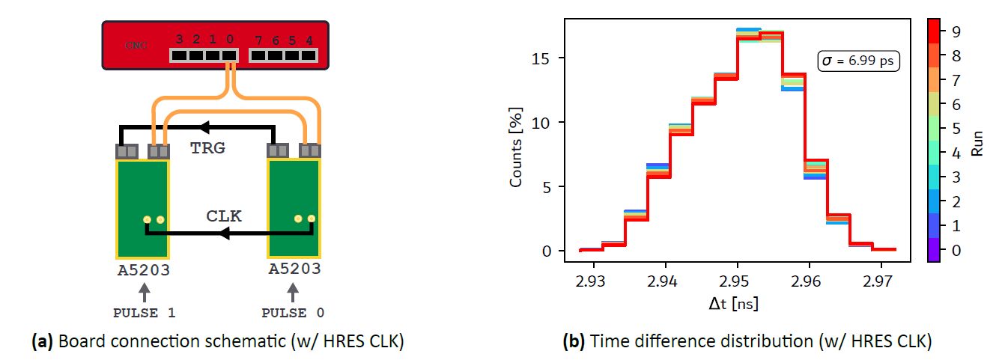 CNC
3 2 1 0 7 6 5 4
TRG
CLK
A5203 A5203
PULSE 1 PULSE 0
(a) Board connection schematic (w/ HRES CLK)
Counts [%]
15
10
5
0
σ = 6.99 ps
2.93 2.94 2.95 2.96 2.97
Δt [ns]
9
8
7
6
5
4
3
2
1
0
Run
(b) Time difference distribution (w/ HRES CLK)